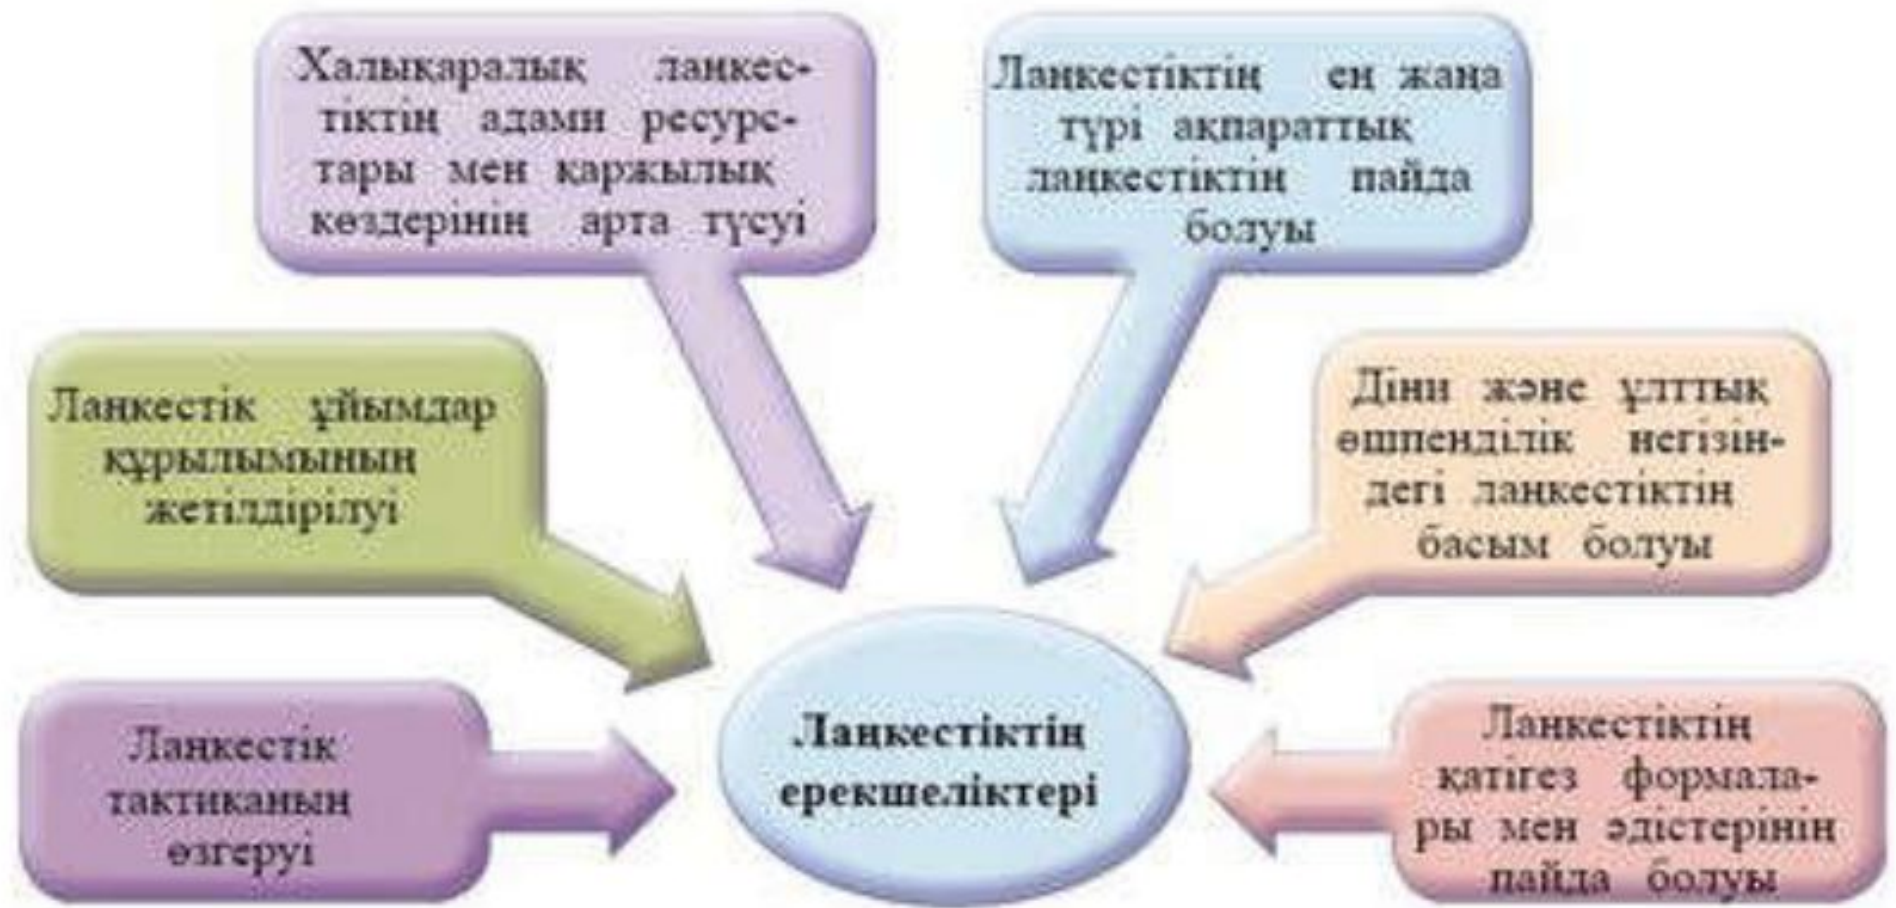 Халықаралық лаңкес-
тіктің адами ресурс-
тары мен қаржылық
көздерінің арта түсуі
Лаңкестіктің ең жаңа
түрі ақпараттық
лаңкестіктің пайда
болуы
Лаңкестік ұйымдар
құрылымының
жетілдірілуі
Діни және ұлттық
өшпенділік негізін-
дегі лаңкестіктің
басым болуы
Лаңкестік
тактиканың
өзгеруі
Лаңкестіктің
ерекшеліктері
Лаңкестіктің
қатігез формала-
ры мен әдістерінің
пайда болуы